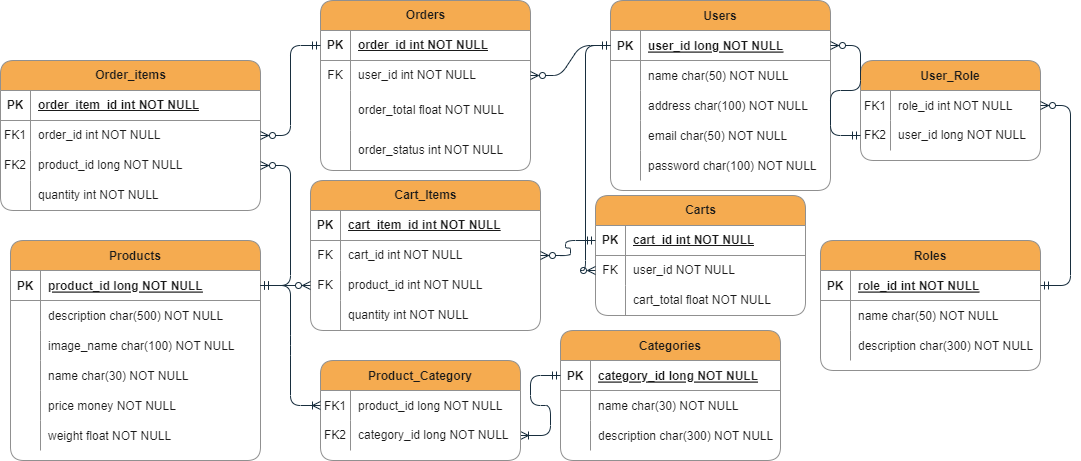 Orders
PK order_id int NOT NULL
FK user_id int NOT NULL
order_total float NOT NULL
order_status int NOT NULL
Users
PK user_id long NOT NULL
name char(50) NOT NULL
address char(100) NOT NULL
email char(50) NOT NULL
password char(100) NOT NULL
Order_items
PK order_item_id int NOT NULL
FK1 order_id int NOT NULL
FK2 product_id long NOT NULL
quantity int NOT NULL
User_Role
FK1 role_id int NOT NULL
FK2 user_id long NOT NULL
Cart_Items
PK cart_item_id int NOT NULL
FK cart_id int NOT NULL
FK product_id int NOT NULL
quantity int NOT NULL
Carts
PK cart_id int NOT NULL
FK user_id NOT NULL
cart_total float NOT NULL
Products
PK product_id long NOT NULL
description char(500) NOT NULL
image_name char(100) NOT NULL
name char(30) NOT NULL
price money NOT NULL
weight float NOT NULL
Roles
PK role_id int NOT NULL
name char(50) NOT NULL
description char(300) NOT NULL
Product_Category
FK1 product_id long NOT NULL
FK2 category_id long NOT NULL
Categories
PK category_id long NOT NULL
name char(30) NOT NULL
description char(300) NOT NULL